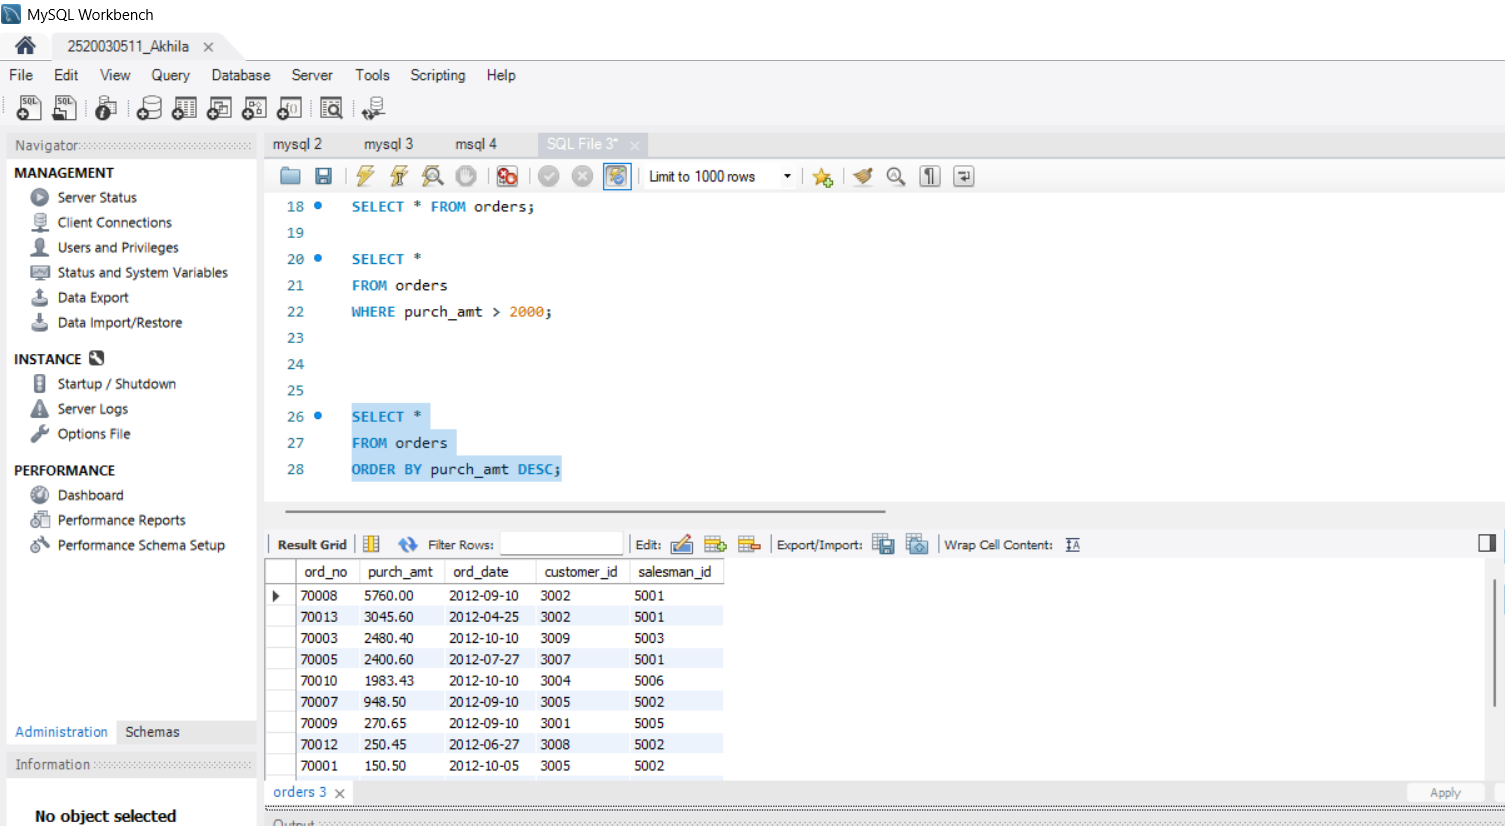 MySQL Workbench
2520030511_Akhila
File Edit View Query Database Server Tools Scripting Help
SQL SQL
Navigator
MANAGEMENT
Server Status
Client Connections
Users and Privileges
Status and System Variables
Data Export
Data Import/Restore
INSTANCE
Startup / Shutdown
Server Logs
Options File
PERFORMANCE
Dashboard
Performance Reports
Performance Schema Setup
Administration Schemas
Information
No object selected
mysql 2 mysql 3 msql 4 SQL File 3*
Limit to 1000 rows
18 SELECT * FROM orders;
19
20 SELECT *
21 FROM orders
22 WHERE purch_amt > 2000;
23
24
25
26 SELECT *
27 FROM orders
28 ORDER BY purch_amt DESC;
Result Grid Filter Rows: Edit: Export/Import: Wrap Cell Content: IA
ord_no purch_amt ord_date customer_id salesman_id
70008 5760.00 2012-09-10 3002 5001
70013 3045.60 2012-04-25 3002 5001
70003 2480.40 2012-10-10 3009 5003
70005 2400.60 2012-07-27 3007 5001
70010 1983.43 2012-10-10 3004 5006
70007 948.50 2012-09-10 3005 5002
70009 270.65 2012-09-10 3001 5005
70012 250.45 2012-06-27 3008 5002
70001 150.50 2012-10-05 3005 5002
orders 3 Apply
Output